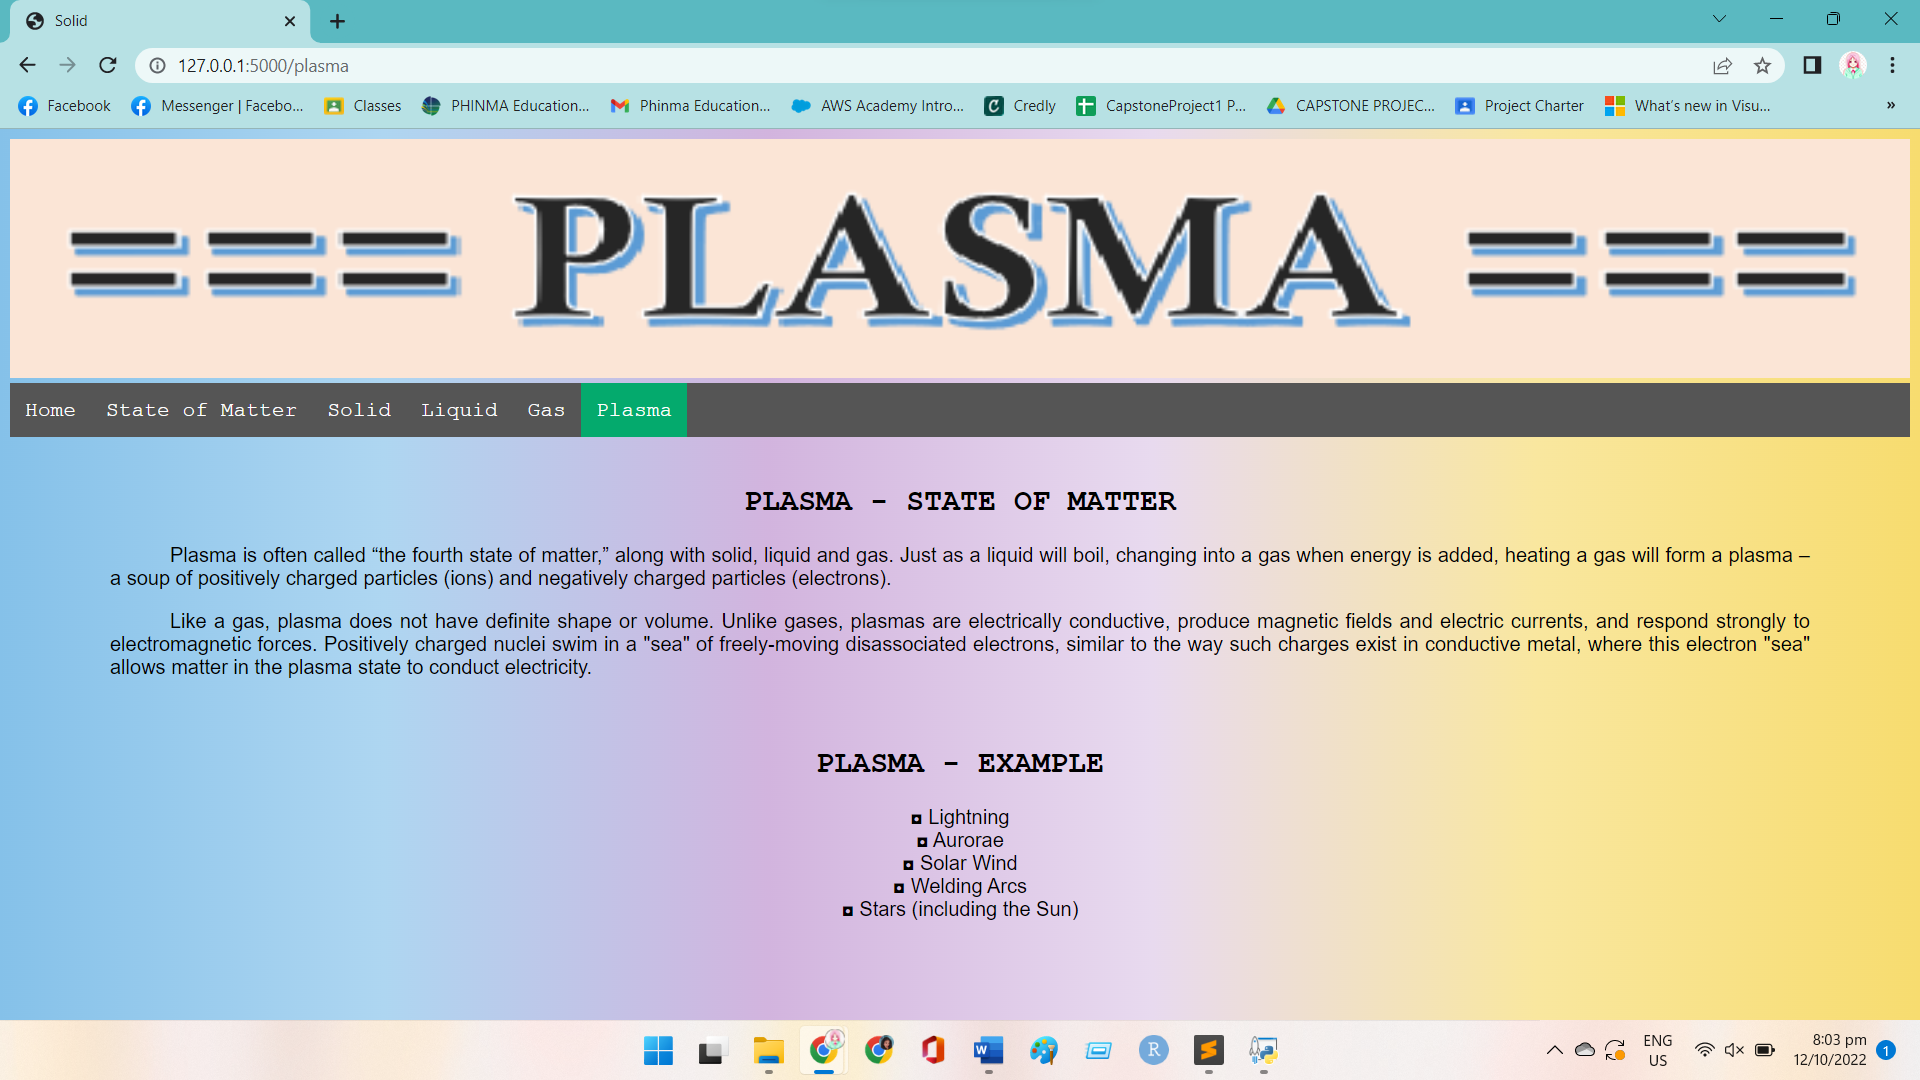 Solid
127.0.0.1:5000/plasma
Facebook Messenger | Facebo... Classes PHINMA Education... Phinma Education... AWS Academy Intro... Credly CapstoneProject1 P... CAPSTONE PROJEC... Project Charter What's new in Visu... »
=== PLASMA ===
Home State of Matter Solid Liquid Gas Plasma
PLASMA - STATE OF MATTER
Plasma is often called “the fourth state of matter,” along with solid, liquid and gas. Just as a liquid will boil, changing into a gas when energy is added, heating a gas will form a plasma –
a soup of positively charged particles (ions) and negatively charged particles (electrons).
Like a gas, plasma does not have definite shape or volume. Unlike gases, plasmas are electrically conductive, produce magnetic fields and electric currents, and respond strongly to
electromagnetic forces. Positively charged nuclei swim in a "sea" of freely-moving disassociated electrons, similar to the way such charges exist in conductive metal, where this electron "sea"
allows matter in the plasma state to conduct electricity.
PLASMA - EXAMPLE
◘ Lightning
◘ Aurorae
◘ Solar Wind
◘ Welding Arcs
◘ Stars (including the Sun)
W R
ENG
US
8:03 pm
12/10/2022
1